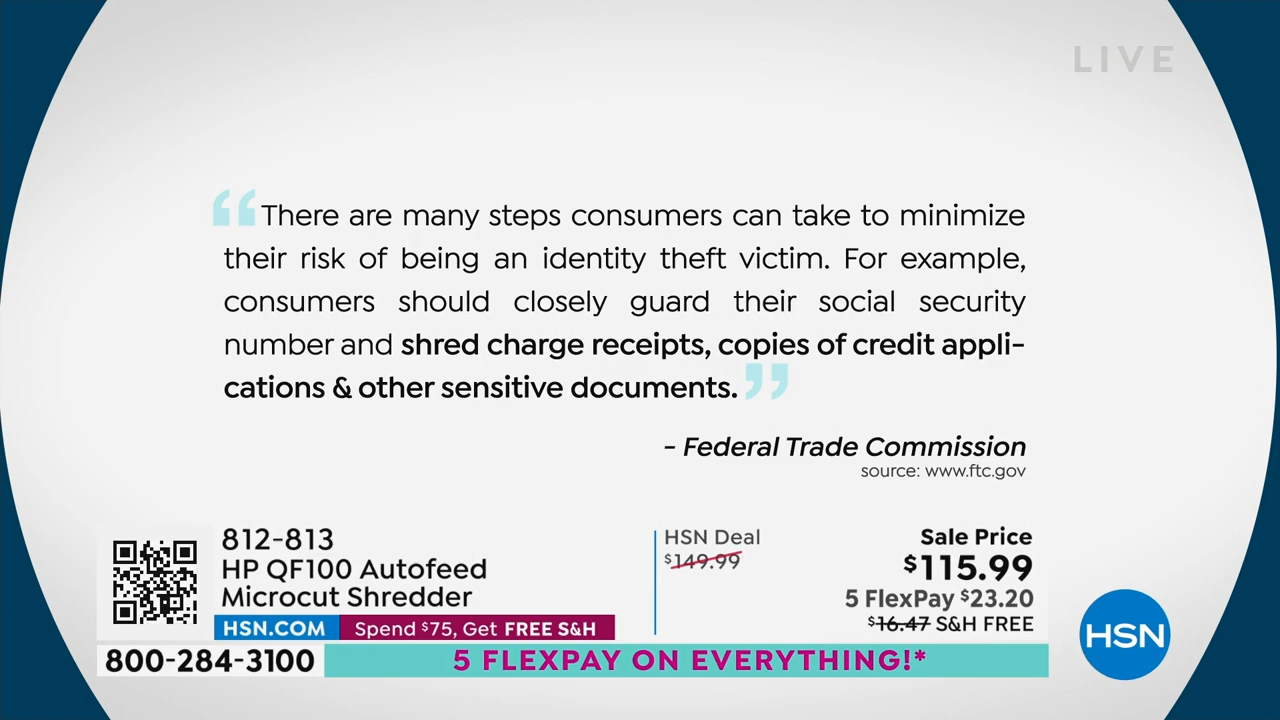 LIVE
“There are many steps consumers can take to minimize
their risk of being an identity theft victim. For example,
consumers should closely guard their social security
number and shred charge receipts, copies of credit appli-
cations & other sensitive documents.”
- Federal Trade Commission
source: www.ftc.gov
812-813
HP QF100 Autofeed
Microcut Shredder
HSN.COM Spend $75, Get FREE S&H
HSN Deal
$149.99
Sale Price
$115.99
5 FlexPay $23.20
$16.47 S&H FREE
HSN
800-284-3100 5 FLEXPAY ON EVERYTHING!*